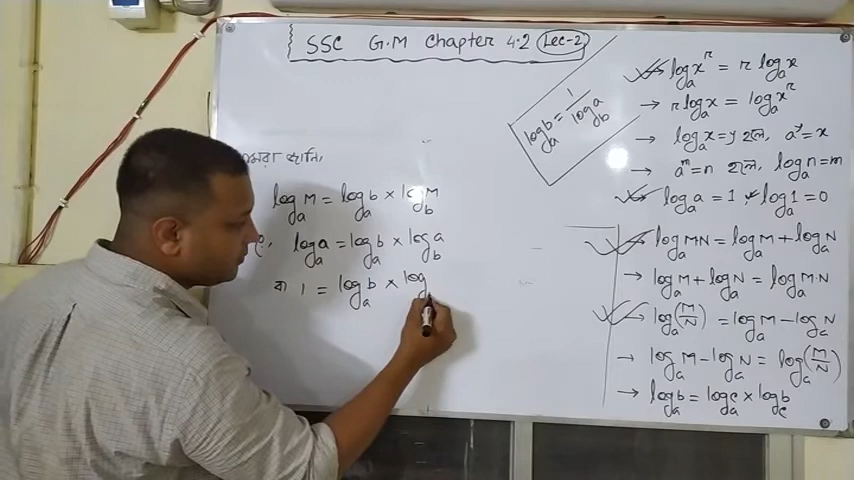 SSC G.M Chapter 4.2 Lec-2
log_a b = 1/log_b a
জানি,
log_a M = log_a b × log_b M
log_a a = log_a b × log_b a
বা 1 = log_a b × log
→ log_a x^r = r log_a x
→ r log_a x = log_a x^r
→ log_a x = y হলে, a^y = x
→ a^m = n হলে, log_a n = m
→ log_a a = 1, log_a 1 = 0
→ log_a MN = log_a M + log_a N
→ log_a M + log_a N = log_a M·N
→ log_a (M/N) = log_a M − log_c N
→ log_a M − log_a N = log_a (M/N)
→ log_a b = log_a c × log_c b